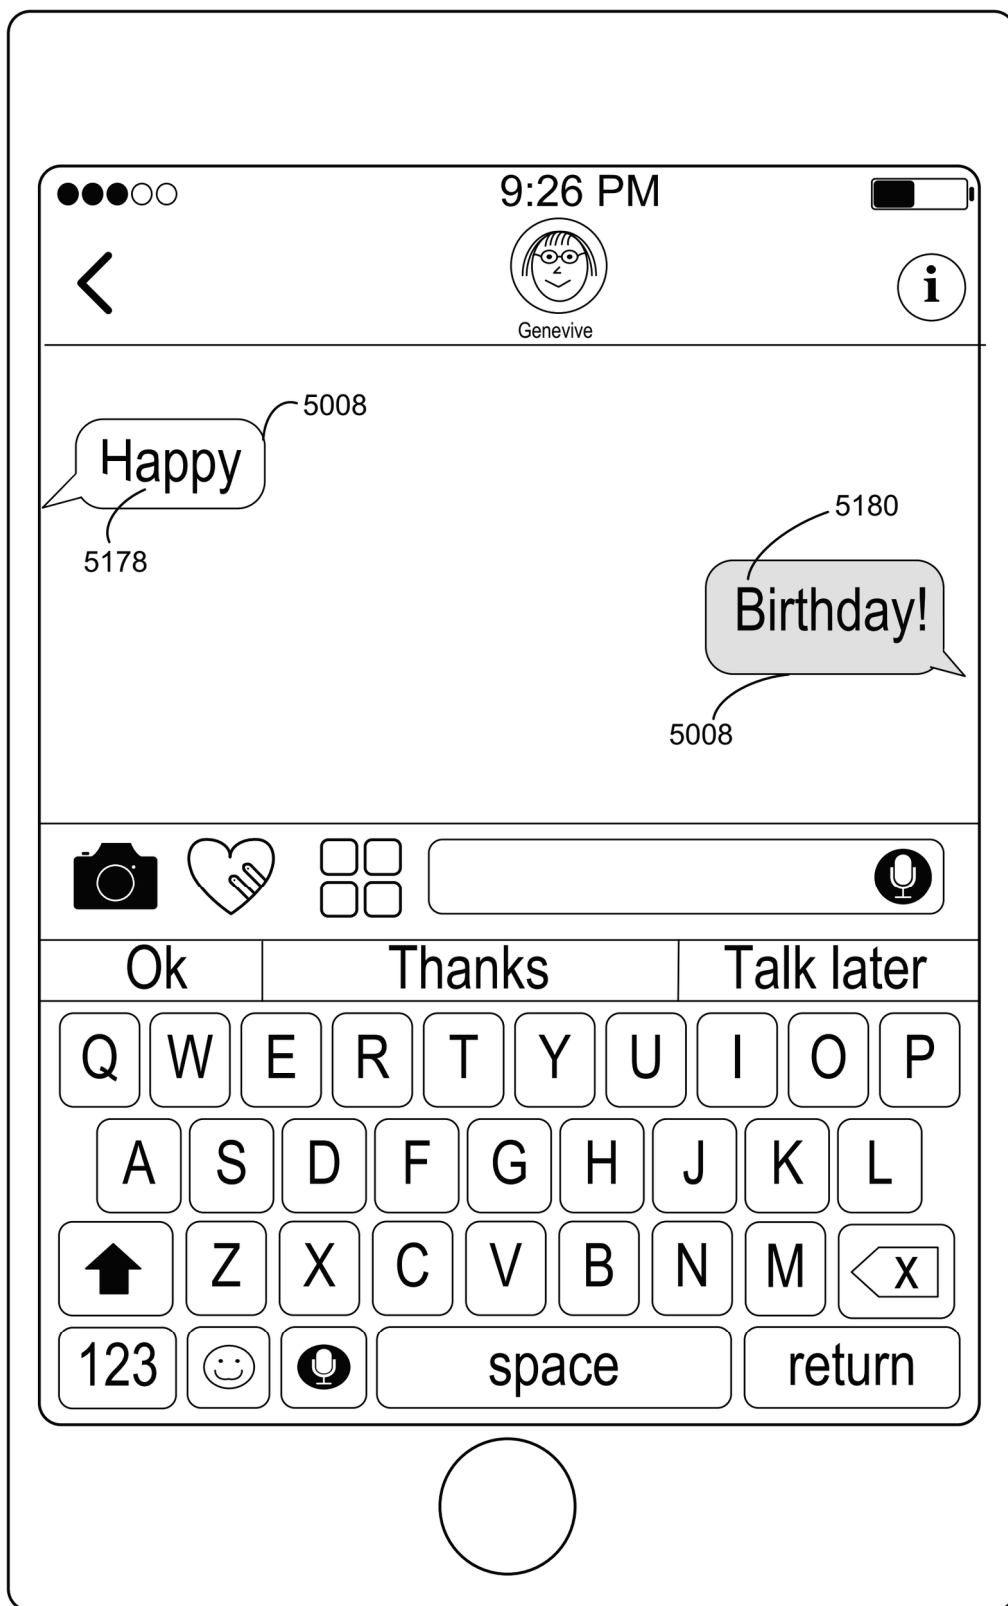 9:26 PM
i
Genevive
5008
Happy
5178
5180
Birthday!
5008
Ok Thanks Talk later
Q W E R T Y U I O P
A S D F G H J K L
Z X C V B N M X
123 space return